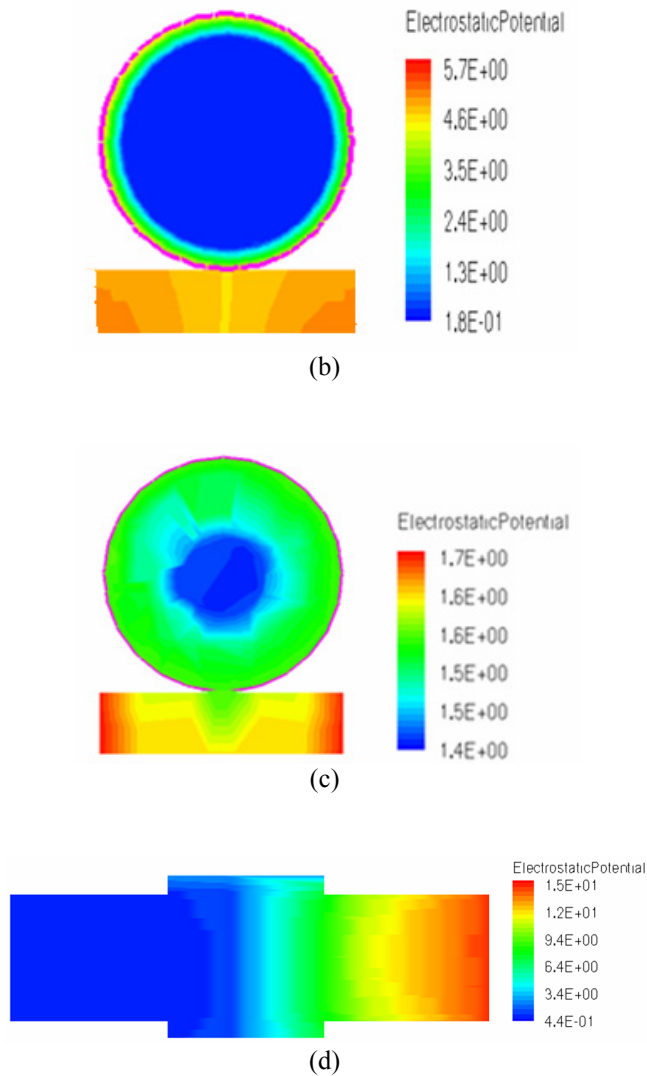 ElectrostaticPotential
5.7E+00
4.6E+00
3.5E+00
2.4E+00
1.3E+00
1.8E-01
(b)
ElectrostaticPotential
1.7E+00
1.6E+00
1.6E+00
1.5E+00
1.5E+00
1.4E+00
(c)
ElectrostaticPotential
1.5E+01
1.2E+01
9.4E+00
6.4E+00
3.4E+00
4.4E-01
(d)